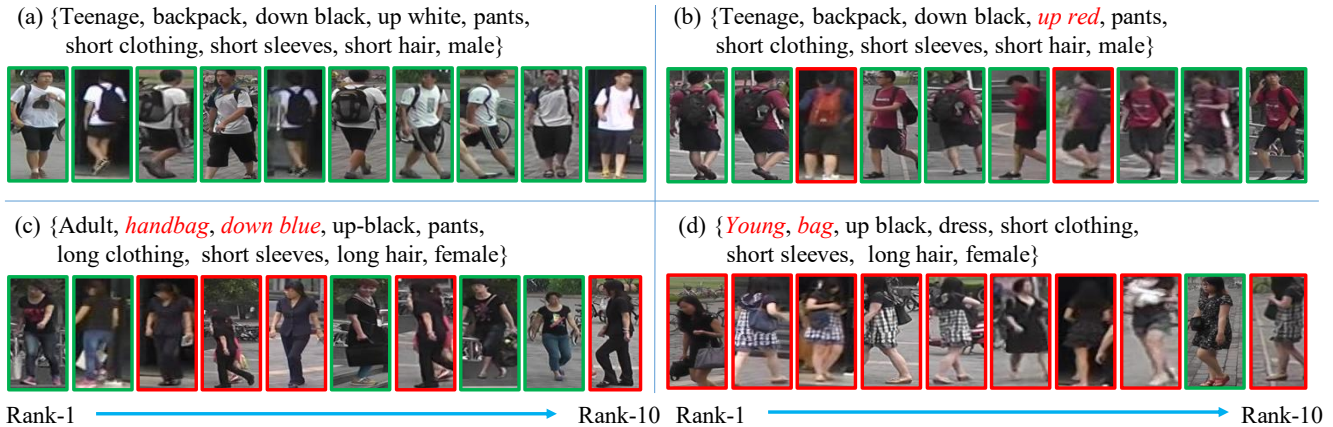 (a) {Teenage, backpack, down black, up white, pants,
short clothing, short sleeves, short hair, male}
(b) {Teenage, backpack, down black, up red, pants,
short clothing, short sleeves, short hair, male}
(c) {Adult, handbag, down blue, up-black, pants,
long clothing, short sleeves, long hair, female}
(d) {Young, bag, up black, dress, short clothing,
short sleeves, long hair, female}
Rank-1 Rank-10
Rank-1 Rank-10